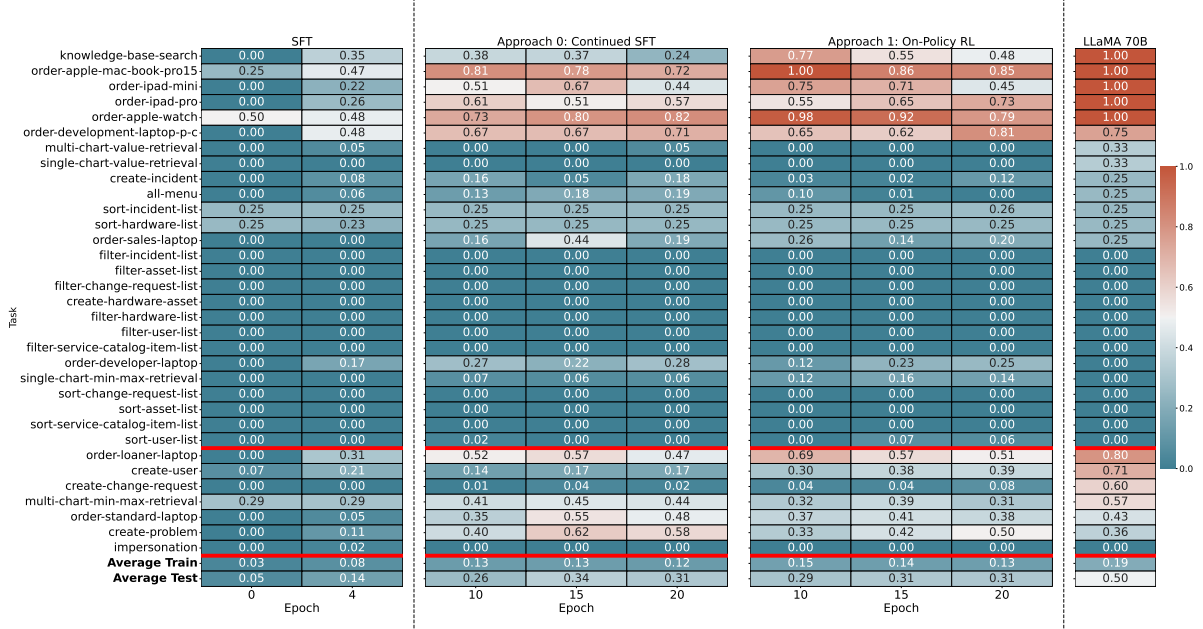 SFT Approach 0: Continued SFT Approach 1: On-Policy RL LLaMA 70B
knowledge-base-search 0.00 0.35 0.38 0.37 0.24 0.77 0.55 0.48 1.00
order-apple-mac-book-pro15 0.25 0.47 0.81 0.78 0.72 1.00 0.86 0.85 1.00
order-ipad-mini 0.00 0.22 0.51 0.67 0.44 0.75 0.71 0.45 1.00
order-ipad-pro 0.00 0.26 0.61 0.51 0.57 0.55 0.65 0.73 1.00
order-apple-watch 0.50 0.48 0.73 0.80 0.82 0.98 0.92 0.79 1.00
order-development-laptop-p-c 0.00 0.48 0.67 0.67 0.71 0.65 0.62 0.81 0.75
multi-chart-value-retrieval 0.00 0.05 0.00 0.00 0.05 0.00 0.00 0.00 0.33
single-chart-value-retrieval 0.00 0.00 0.00 0.00 0.00 0.00 0.00 0.00 0.33
create-incident 0.00 0.08 0.16 0.05 0.18 0.03 0.02 0.12 0.25
all-menu 0.00 0.06 0.13 0.18 0.19 0.10 0.01 0.00 0.25
sort-incident-list 0.25 0.25 0.25 0.25 0.25 0.25 0.25 0.26 0.25
sort-hardware-list 0.25 0.23 0.25 0.25 0.25 0.25 0.25 0.25 0.25
order-sales-laptop 0.00 0.00 0.16 0.44 0.19 0.26 0.14 0.20 0.25
filter-incident-list 0.00 0.00 0.00 0.00 0.00 0.00 0.00 0.00 0.00
filter-asset-list 0.00 0.00 0.00 0.00 0.00 0.00 0.00 0.00 0.00
filter-change-request-list 0.00 0.00 0.00 0.00 0.00 0.00 0.00 0.00 0.00
create-hardware-asset 0.00 0.00 0.00 0.00 0.00 0.00 0.00 0.00 0.00
filter-hardware-list 0.00 0.00 0.00 0.00 0.00 0.00 0.00 0.00 0.00
filter-user-list 0.00 0.00 0.00 0.00 0.00 0.00 0.00 0.00 0.00
filter-service-catalog-item-list 0.00 0.00 0.00 0.00 0.00 0.00 0.00 0.00 0.00
order-developer-laptop 0.00 0.17 0.27 0.22 0.28 0.12 0.23 0.25 0.00
single-chart-min-max-retrieval 0.00 0.00 0.07 0.06 0.06 0.12 0.16 0.14 0.00
sort-change-request-list 0.00 0.00 0.00 0.00 0.00 0.00 0.00 0.00 0.00
sort-asset-list 0.00 0.00 0.00 0.00 0.00 0.00 0.00 0.00 0.00
sort-service-catalog-item-list 0.00 0.00 0.00 0.00 0.00 0.00 0.00 0.00 0.00
sort-user-list 0.00 0.00 0.02 0.00 0.00 0.00 0.07 0.06 0.00
order-loaner-laptop 0.00 0.31 0.52 0.57 0.47 0.69 0.57 0.51 0.80
create-user 0.07 0.21 0.14 0.17 0.17 0.30 0.38 0.39 0.71
create-change-request 0.00 0.00 0.01 0.04 0.02 0.04 0.04 0.08 0.60
multi-chart-min-max-retrieval 0.29 0.29 0.41 0.45 0.44 0.32 0.39 0.31 0.57
order-standard-laptop 0.00 0.05 0.35 0.55 0.48 0.37 0.41 0.38 0.43
create-problem 0.00 0.11 0.40 0.62 0.58 0.33 0.42 0.50 0.36
impersonation 0.00 0.02 0.00 0.00 0.00 0.00 0.00 0.00 0.00
Average Train 0.03 0.08 0.13 0.13 0.12 0.15 0.14 0.13 0.19
Average Test 0.05 0.14 0.26 0.34 0.31 0.29 0.31 0.31 0.50
0 4 10 15 20 10 15 20
Epoch Epoch Epoch
Task
1.0
0.8
0.6
0.4
0.2
0.0